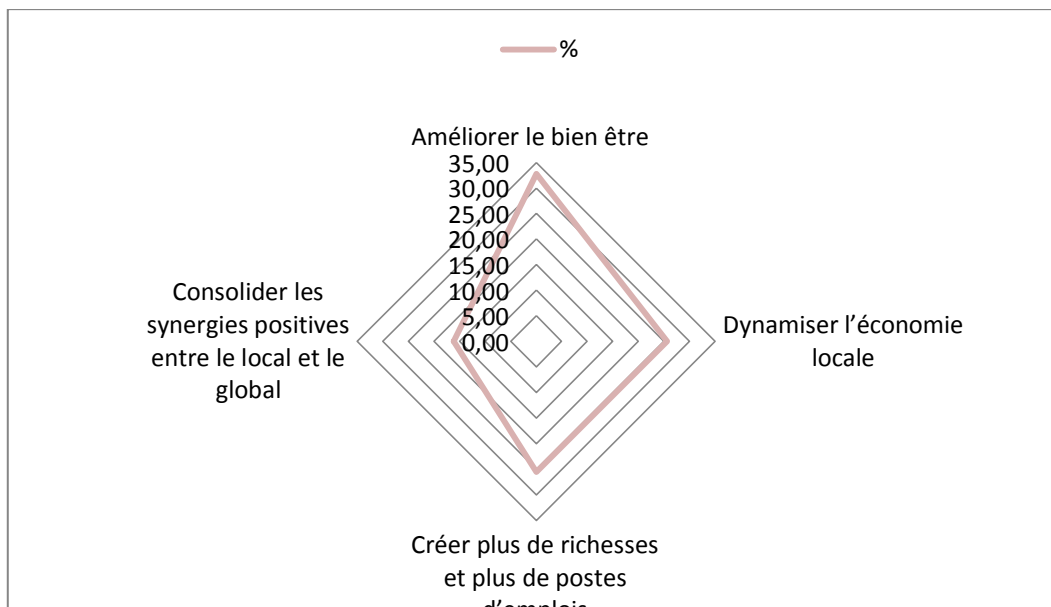 %
Améliorer le bien être
35,00
30,00
25,00
20,00
15,00
10,00
5,00
0,00
Consolider les
synergies positives
entre le local et le
global
Dynamiser l’économie
locale
Créer plus de richesses
et plus de postes
d’emplois